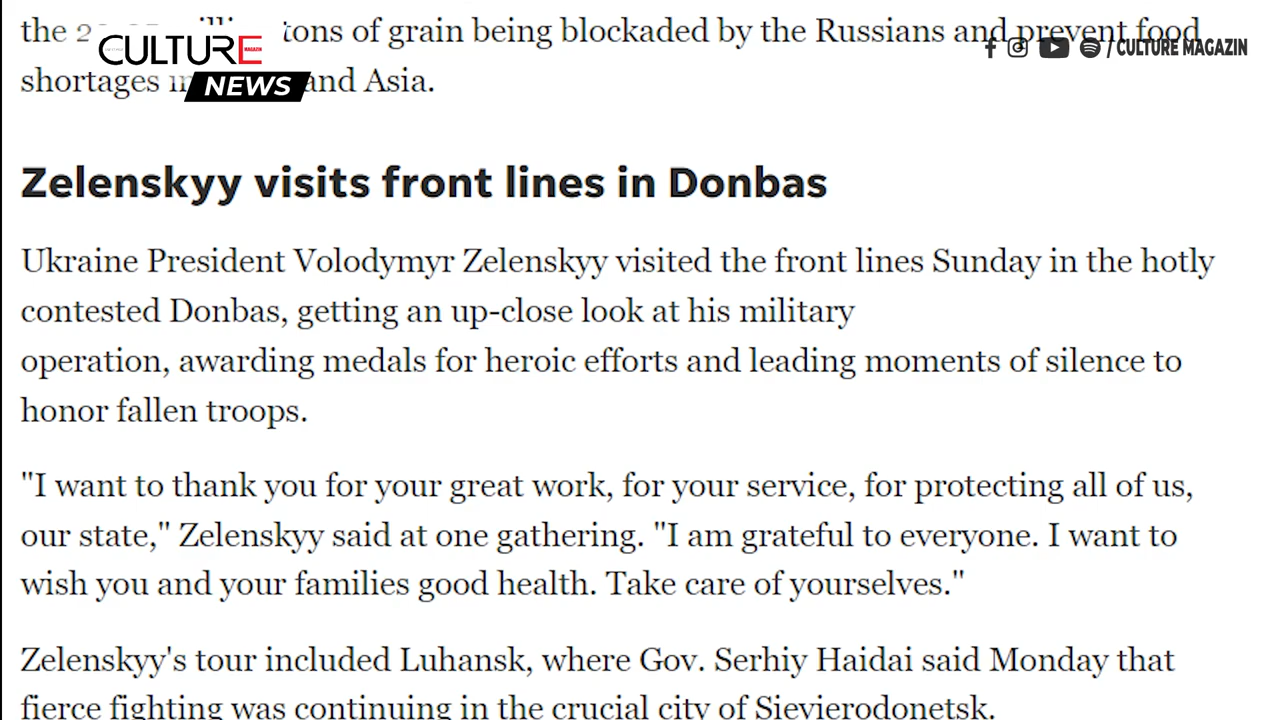 the 2 tons of grain being blockaded by the Russians and prevent food
CULTURE MAGAZIN
/ CULTURE MAGAZIN
shortages and Asia.
NEWS
Zelenskyy visits front lines in Donbas
Ukraine President Volodymyr Zelenskyy visited the front lines Sunday in the hotly
contested Donbas, getting an up-close look at his military
operation, awarding medals for heroic efforts and leading moments of silence to
honor fallen troops.
"I want to thank you for your great work, for your service, for protecting all of us,
our state," Zelenskyy said at one gathering. "I am grateful to everyone. I want to
wish you and your families good health. Take care of yourselves."
Zelenskyy's tour included Luhansk, where Gov. Serhiy Haidai said Monday that
fierce fighting was continuing in the crucial city of Sievierodonetsk.